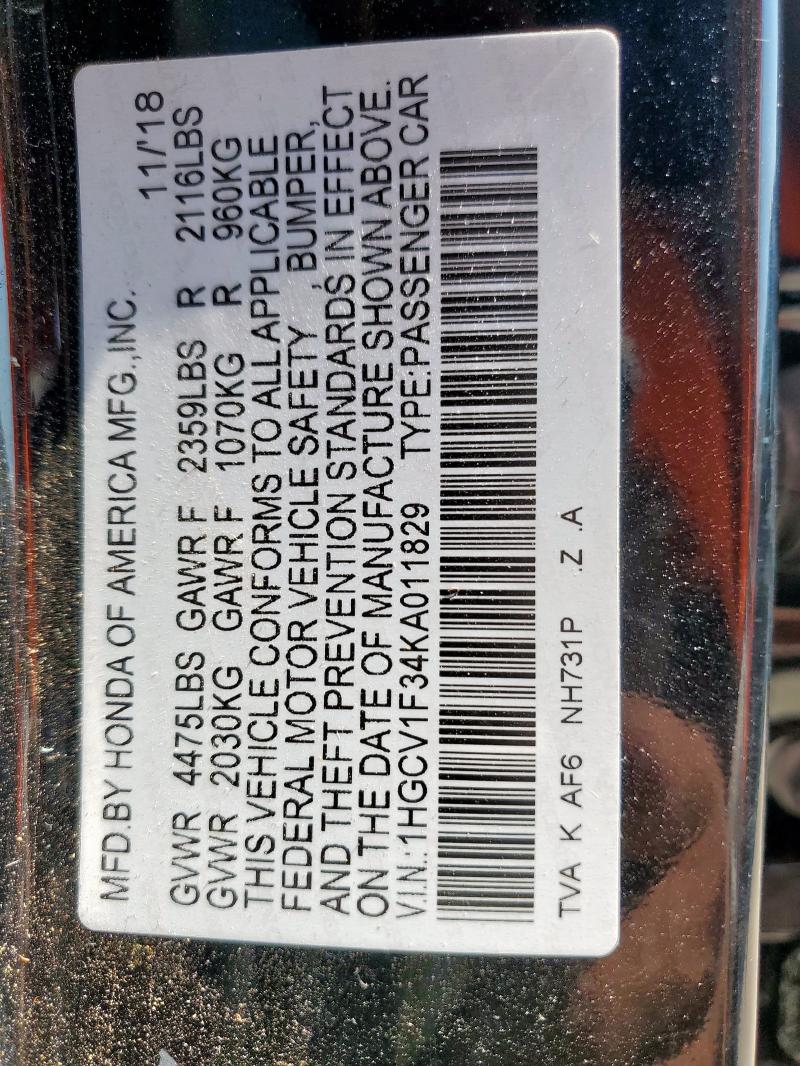 MFD.BY HONDA OF AMERICA MFG.,INC. 11/'18
GVWR 4475LBS GAWR F 2359LBS R 2116LBS
GVWR 2030KG GAWR F 1070KG R 960KG
THIS VEHICLE CONFORMS TO ALL APPLICABLE
FEDERAL MOTOR VEHICLE SAFETY , BUMPER,
AND THEFT PREVENTION STANDARDS IN EFFECT
ON THE DATE OF MANUFACTURE SHOWN ABOVE.
V.I.N.:1HGCV1F34KA011829 TYPE:PASSENGER CAR
TVA K AF6 NH731P .Z .A